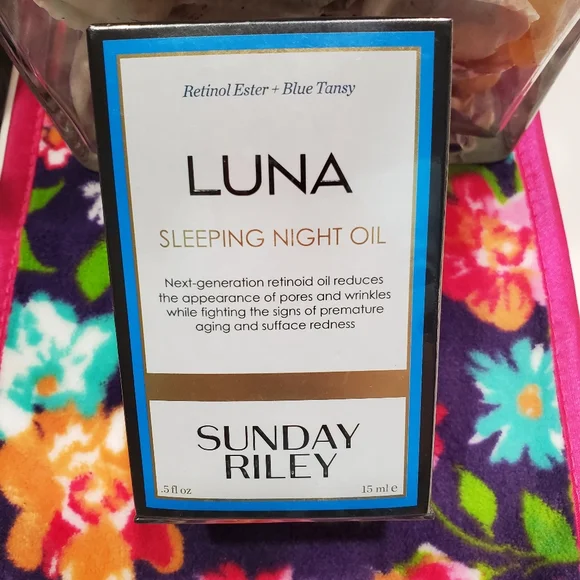 Retinol Ester + Blue Tansy
LUNA
SLEEPING NIGHT OIL
Next-generation retinoid oil reduces
the appearance of pores and wrinkles
while fighting the signs of premature
aging and sufface redness
SUNDAY
RILEY
.5 fl oz 15 ml e